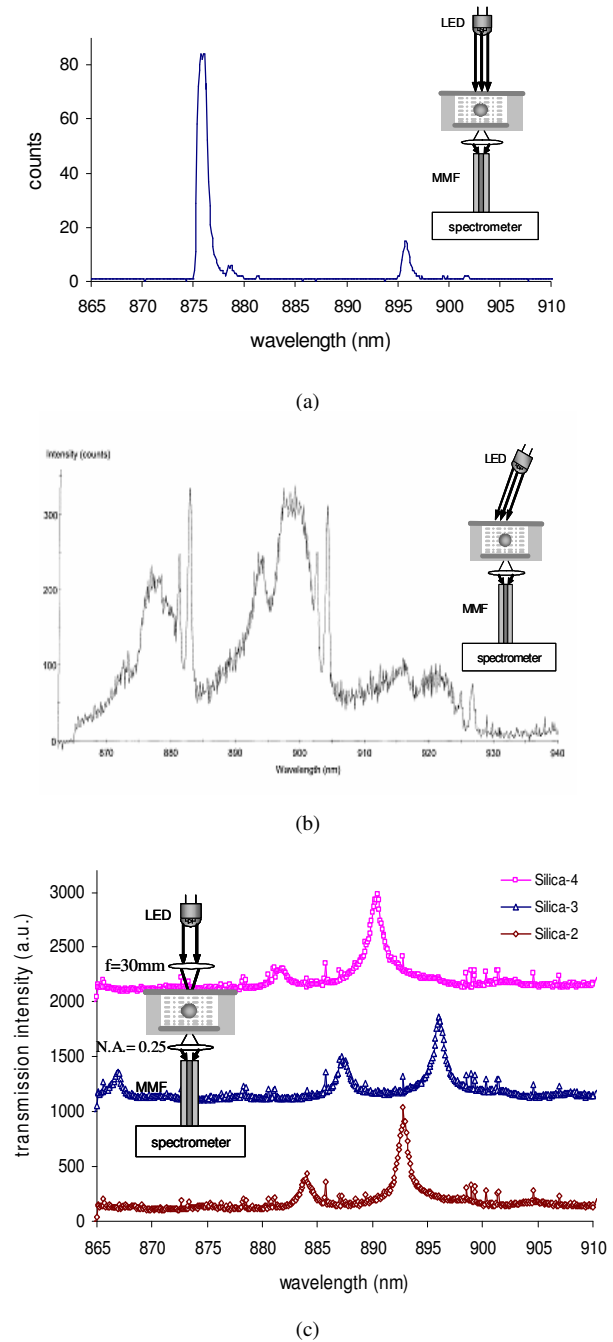 LED
80
60
40
20
0
counts
MMF
spectrometer
865 870 875 880 885 890 895 900 905 910
wavelength (nm)
(a)
Intensity (counts)
LED
300
200
100
0
MMF
spectrometer
870 880 890 900 910 920 930 940
Wavelength (nm)
(b)
3000
2500
2000
1500
1000
500
0
transmission intensity (a.u.)
LED
f=30mm
N.A.= 0.25
MMF
spectrometer
Silica-4
Silica-3
Silica-2
865 870 875 880 885 890 895 900 905 910
wavelength (nm)
(c)